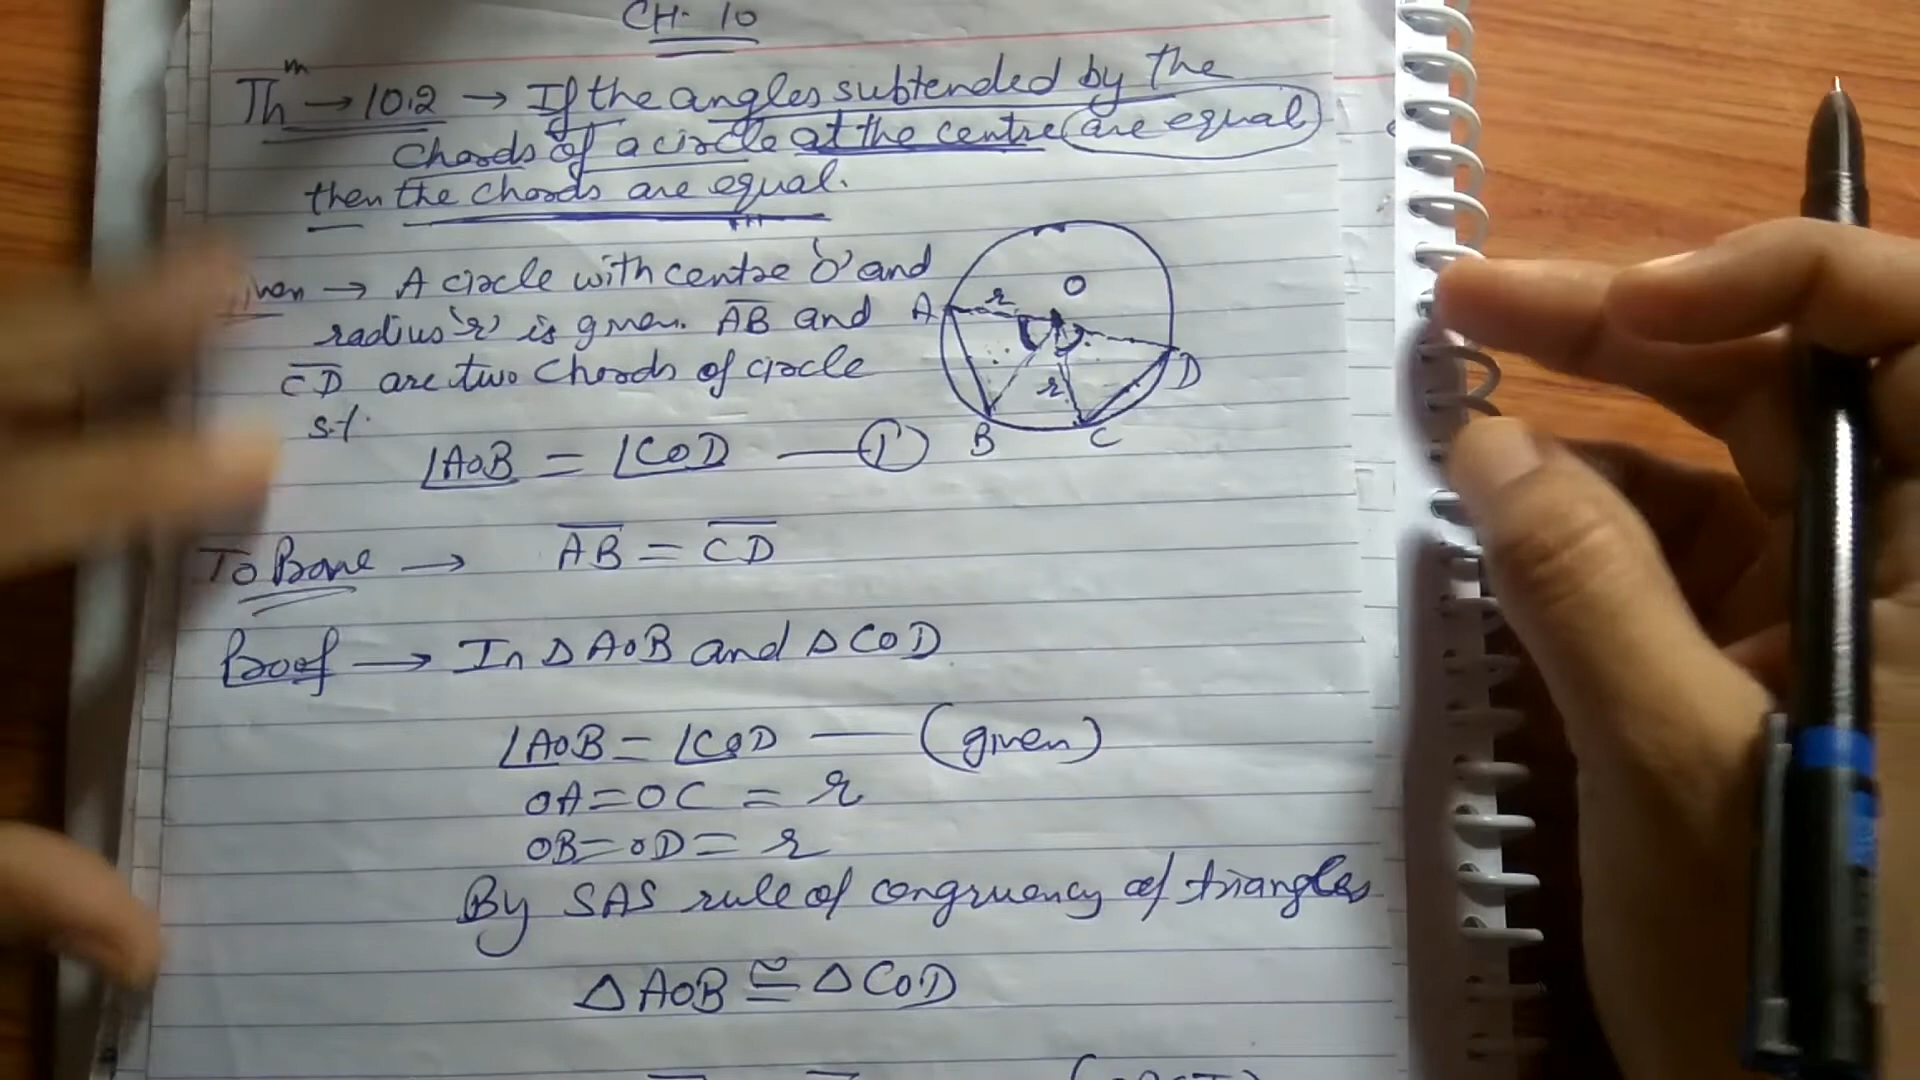 CH- 10
Thm → 10.2 → If the angles subtended by the
Chords of a circle at the centre are equal
then the chords are equal.
Given → A circle with centre 'O' and
radius 'r' is given. AB and
CD are two Chords of circle
s.t.
∠AOB = ∠COD — ①
O
A
r
r
D
B
C
To Prove → AB = CD
Proof → In Δ AOB and Δ COD
∠AOB = ∠COD — (given)
OA = OC = r
OB = OD = r
By SAS rule of congruency of triangles
Δ AOB ≅ Δ COD